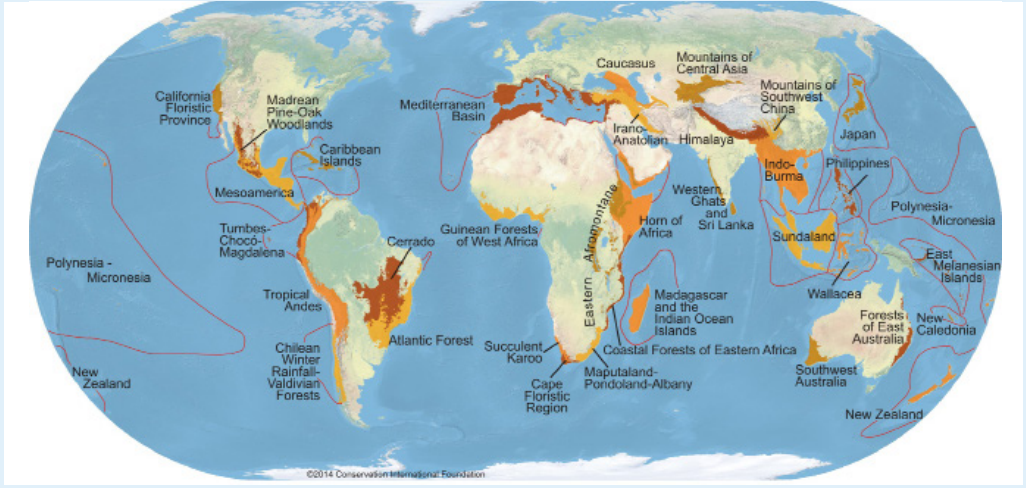 California
Floristic
Province
Madrean
Pine-Oak
Woodlands
Caribbean
Islands
Mesoamerica
Tumbes-
Chocó-
Magdalena
Cerrado
Polynesia -
Micronesia
Tropical
Andes
Atlantic Forest
Chilean
Winter
Rainfall-
Valdivian
Forests
New
Zealand
Mediterranean
Basin
Caucasus
Mountains of
Central Asia
Mountains of
Southwest
China
Irano-
Anatolian
Himalaya
Japan
Indo-
Burma
Philippines
Western
Ghats
and
Sri Lanka
Polynesia-
Micronesia
Guinean Forests
of West Africa
Eastern Afromontane
Horn of
Africa
Sundaland
East
Melanesian
Islands
Wallacea
Madagascar
and the
Indian Ocean
Islands
Forests
of East
Australia
New
Caledonia
Succulent
Karoo
Coastal Forests of Eastern Africa
Maputaland-
Pondoland-Albany
Cape
Floristic
Region
Southwest
Australia
New Zealand
©2014 Conservation International Foundation